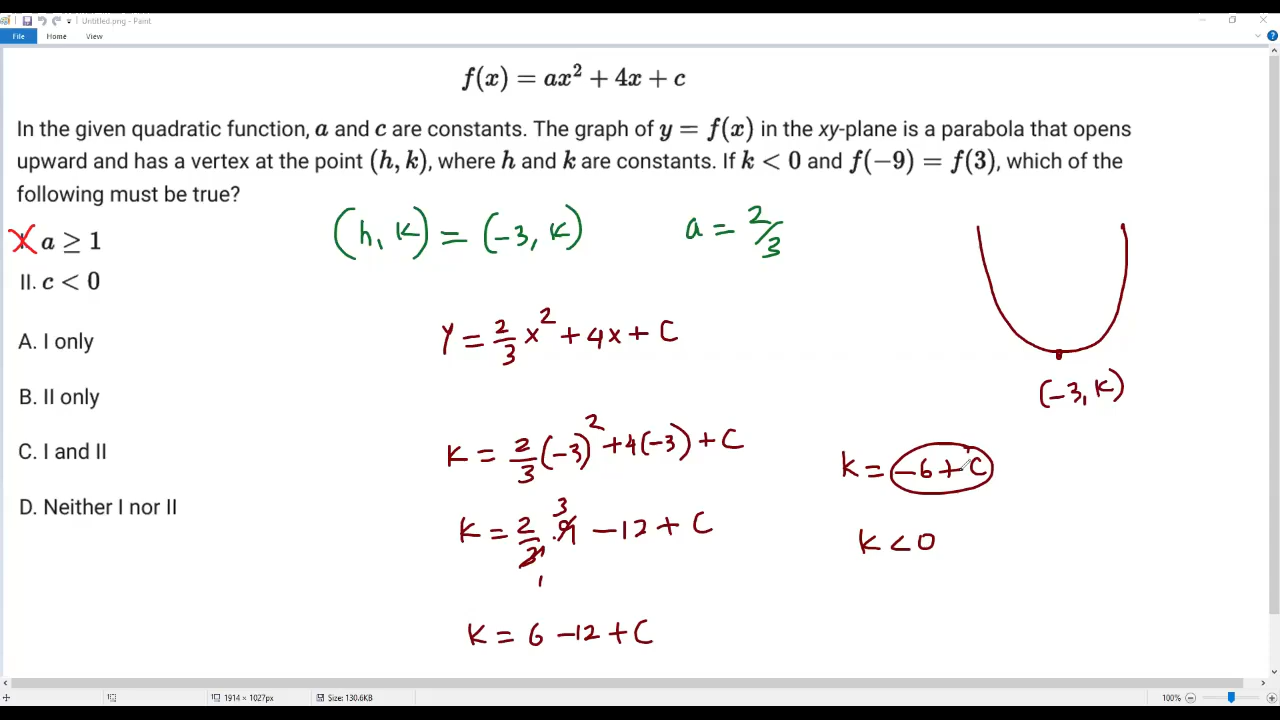 Untitled.png - Paint
File Home View
f(x) = ax² + 4x + c
In the given quadratic function, a and c are constants. The graph of y = f(x) in the xy-plane is a parabola that opens
upward and has a vertex at the point (h, k), where h and k are constants. If k < 0 and f(−9) = f(3), which of the
following must be true?
(h, k) = (-3, k) a = 2/3
a ≥ 1
II. c < 0
A. I only
y = 2/3 x² + 4x + c
B. II only
(-3, k)
C. I and II
k = 2/3 (-3)² + 4(-3) + c
k = -6 + c
D. Neither I nor II
k = 2/3 · 9 3 - 12 + c
1
k < 0
k = 6 - 12 + c
1914 × 1027px Size: 130.6KB 100%